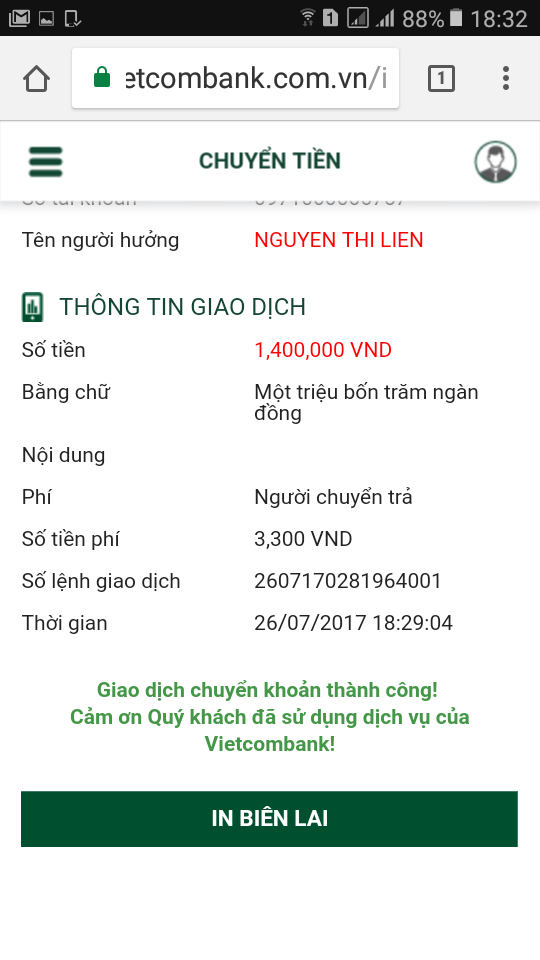 88% 18:32
etcombank.com.vn/i
1
CHUYỂN TIỀN
Số tài khoản
Tên người hưởng NGUYEN THI LIEN
THÔNG TIN GIAO DỊCH
Số tiền 1,400,000 VND
Bằng chữ Một triệu bốn trăm ngàn
đồng
Nội dung
Phí Người chuyển trả
Số tiền phí 3,300 VND
Số lệnh giao dịch 2607170281964001
Thời gian 26/07/2017 18:29:04
Giao dịch chuyển khoản thành công!
Cảm ơn Quý khách đã sử dụng dịch vụ của
Vietcombank!
IN BIÊN LAI